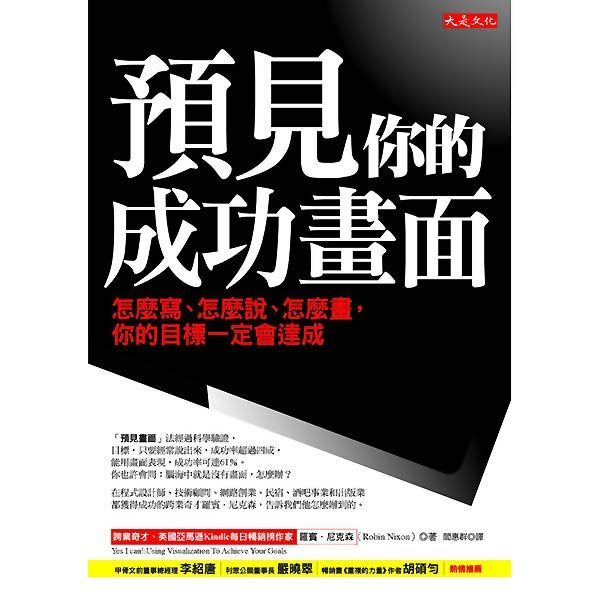 大是文化
預見你的
成功畫面
怎麼寫、怎麼說、怎麼畫，
你的目標一定會達成
「預見畫面」法經過科學驗證，
目標，只要經常說出來，成功率超過四成，
能用畫面表現，成功率可達61%。
你也許會問：腦海中就是沒有畫面，怎麼辦？
在程式設計師、技術顧問、網路創業、民宿、酒吧事業和出版業
都獲得成功的跨業奇才羅賓．尼克森，告訴我們他怎麼辦到的。
跨業奇才、英國亞馬遜Kindle每日暢銷榜作家 羅賓．尼克森（Robin Nixon）◎著 閻惠群◎譯
Yes I can!:Using Visualization To Achieve Your Goals
甲骨文前董事總經理 李紹唐｜利眾公關董事長 嚴曉翠｜暢銷書《重複的力量》作者 胡碩勻｜熱情推薦